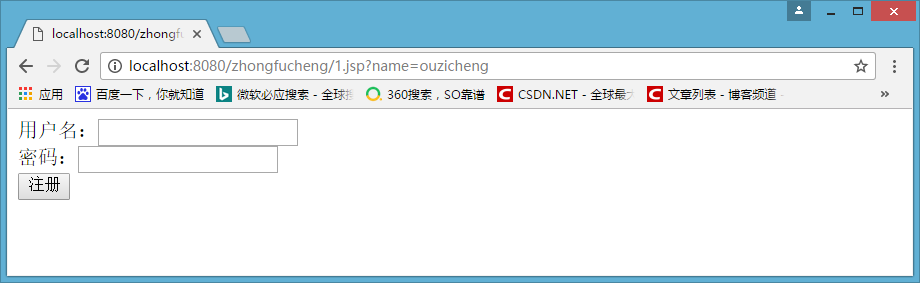 localhost:8080/zhongfu
localhost:8080/zhongfucheng/1.jsp?name=ouzicheng
应用 百度一下，你就知道 微软必应搜索 - 全球搜 360搜索，SO靠谱 CSDN.NET - 全球最大 文章列表 - 博客频道 -
用户名：
密码：
注册